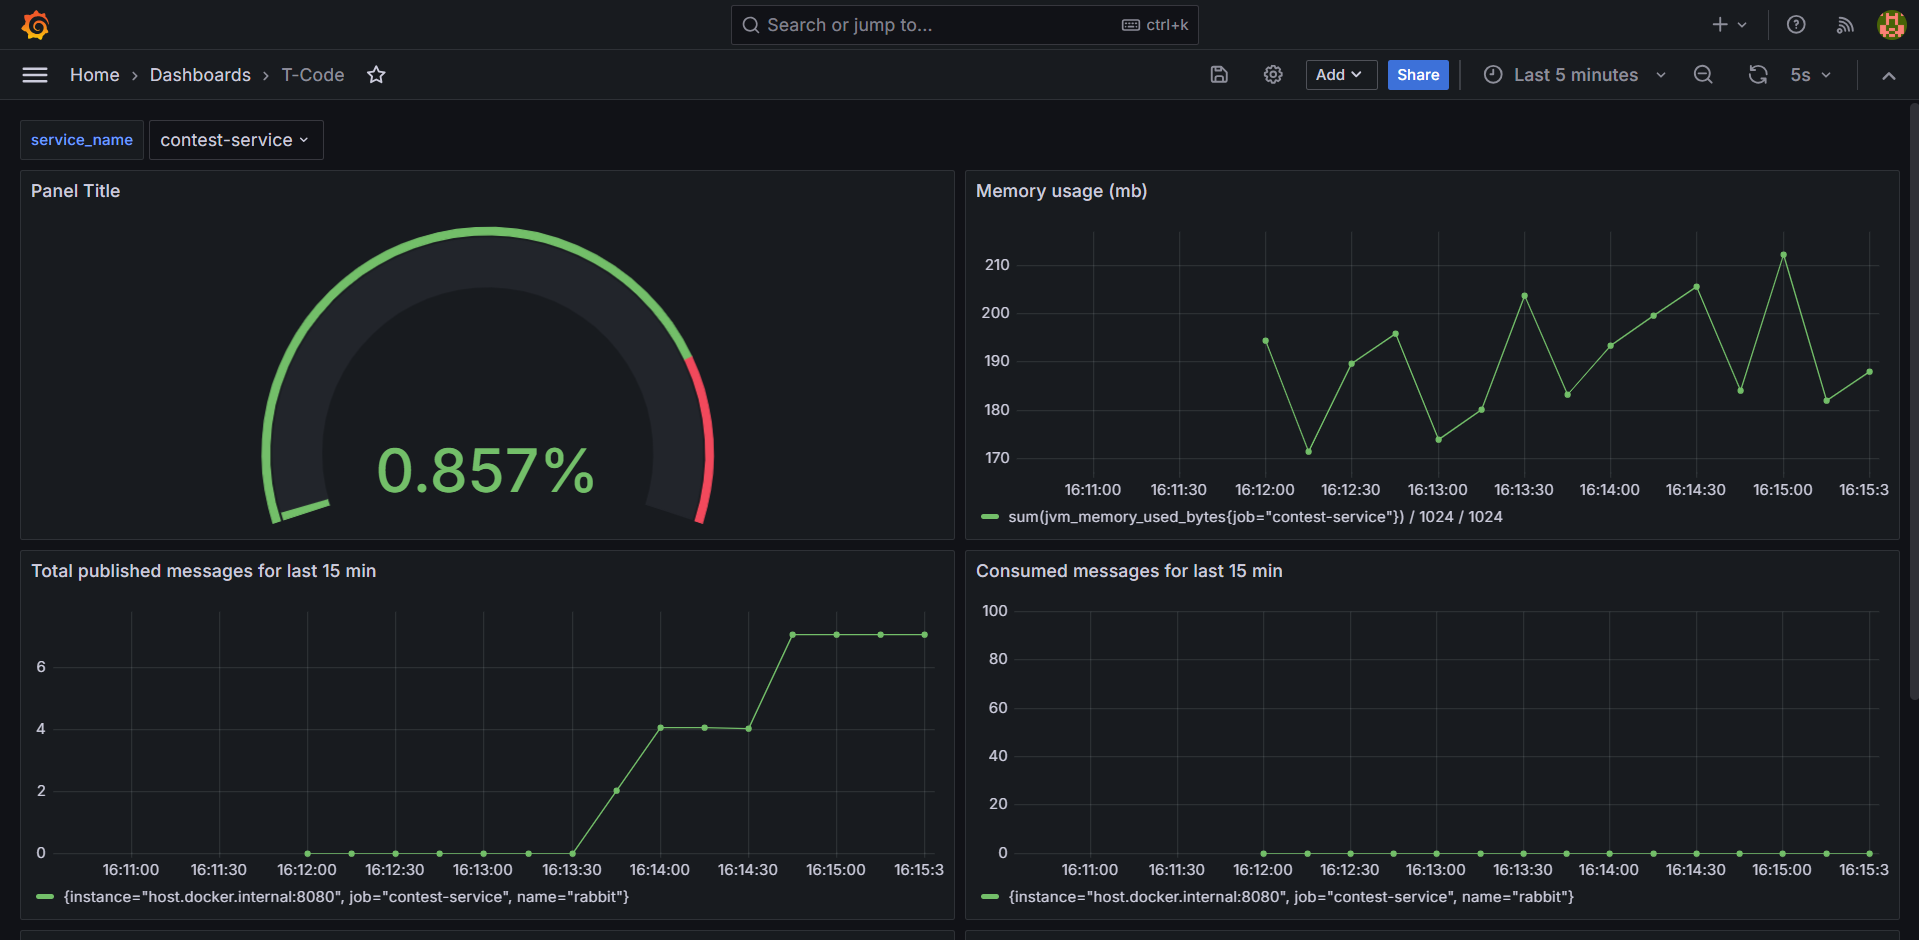 Search or jump to... ctrl+k
Home › Dashboards › T-Code
Add Share Last 5 minutes 5s
service_name contest-service
Panel Title
0.857%
Memory usage (mb)
210
200
190
180
170
16:11:00 16:11:30 16:12:00 16:12:30 16:13:00 16:13:30 16:14:00 16:14:30 16:15:00 16:15:3
sum(jvm_memory_used_bytes{job="contest-service"}) / 1024 / 1024
Total published messages for last 15 min
6
4
2
0
16:11:00 16:11:30 16:12:00 16:12:30 16:13:00 16:13:30 16:14:00 16:14:30 16:15:00 16:15:3
{instance="host.docker.internal:8080", job="contest-service", name="rabbit"}
Consumed messages for last 15 min
100
80
60
40
20
0
16:11:00 16:11:30 16:12:00 16:12:30 16:13:00 16:13:30 16:14:00 16:14:30 16:15:00 16:15:3
{instance="host.docker.internal:8080", job="contest-service", name="rabbit"}